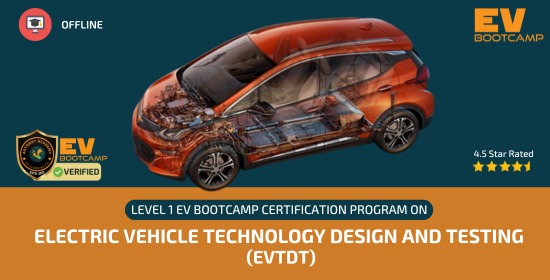 OFFLINE
EV
BOOTCAMP
EV
BOOTCAMP
VERIFIED
4.5 Star Rated
LEVEL 1 EV BOOTCAMP CERTIFICATION PROGRAM ON
ELECTRIC VEHICLE TECHNOLOGY DESIGN AND TESTING
(EVTDT)